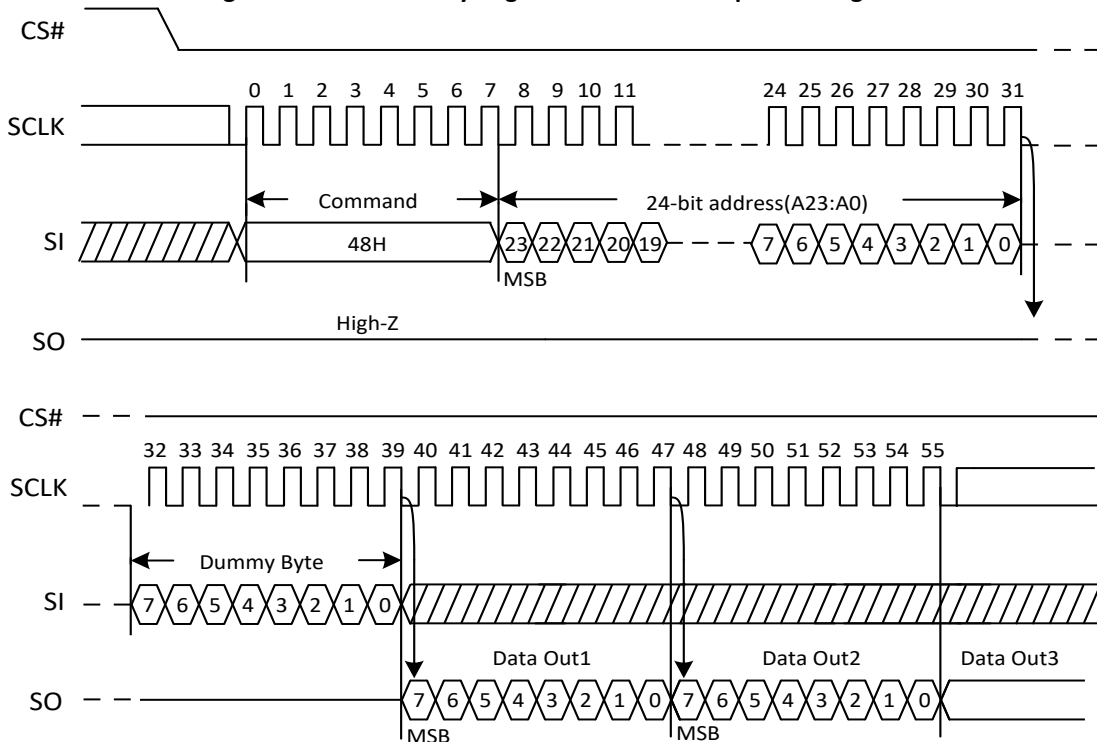 CS#
0 1 2 3 4 5 6 7 8 9 10 11 24 25 26 27 28 29 30 31
SCLK
Command 24-bit address(A23:A0)
SI 48H 23 22 21 20 19 7 6 5 4 3 2 1 0
MSB
High-Z
SO
CS#
32 33 34 35 36 37 38 39 40 41 42 43 44 45 46 47 48 49 50 51 52 53 54 55
SCLK
Dummy Byte
SI 7 6 5 4 3 2 1 0
Data Out1 Data Out2 Data Out3
SO 7 6 5 4 3 2 1 0 7 6 5 4 3 2 1 0
MSB MSB